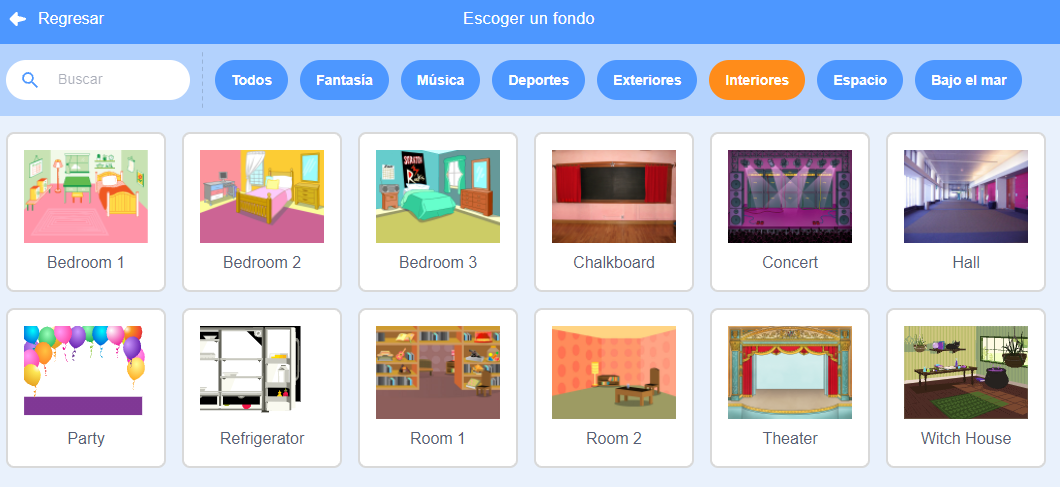 Regresar
Escoger un fondo
Buscar
Todos
Fantasía
Música
Deportes
Exteriores
Interiores
Espacio
Bajo el mar
Bedroom 1
Bedroom 2
Bedroom 3
Chalkboard
Concert
Hall
Party
Refrigerator
Room 1
Room 2
Theater
Witch House